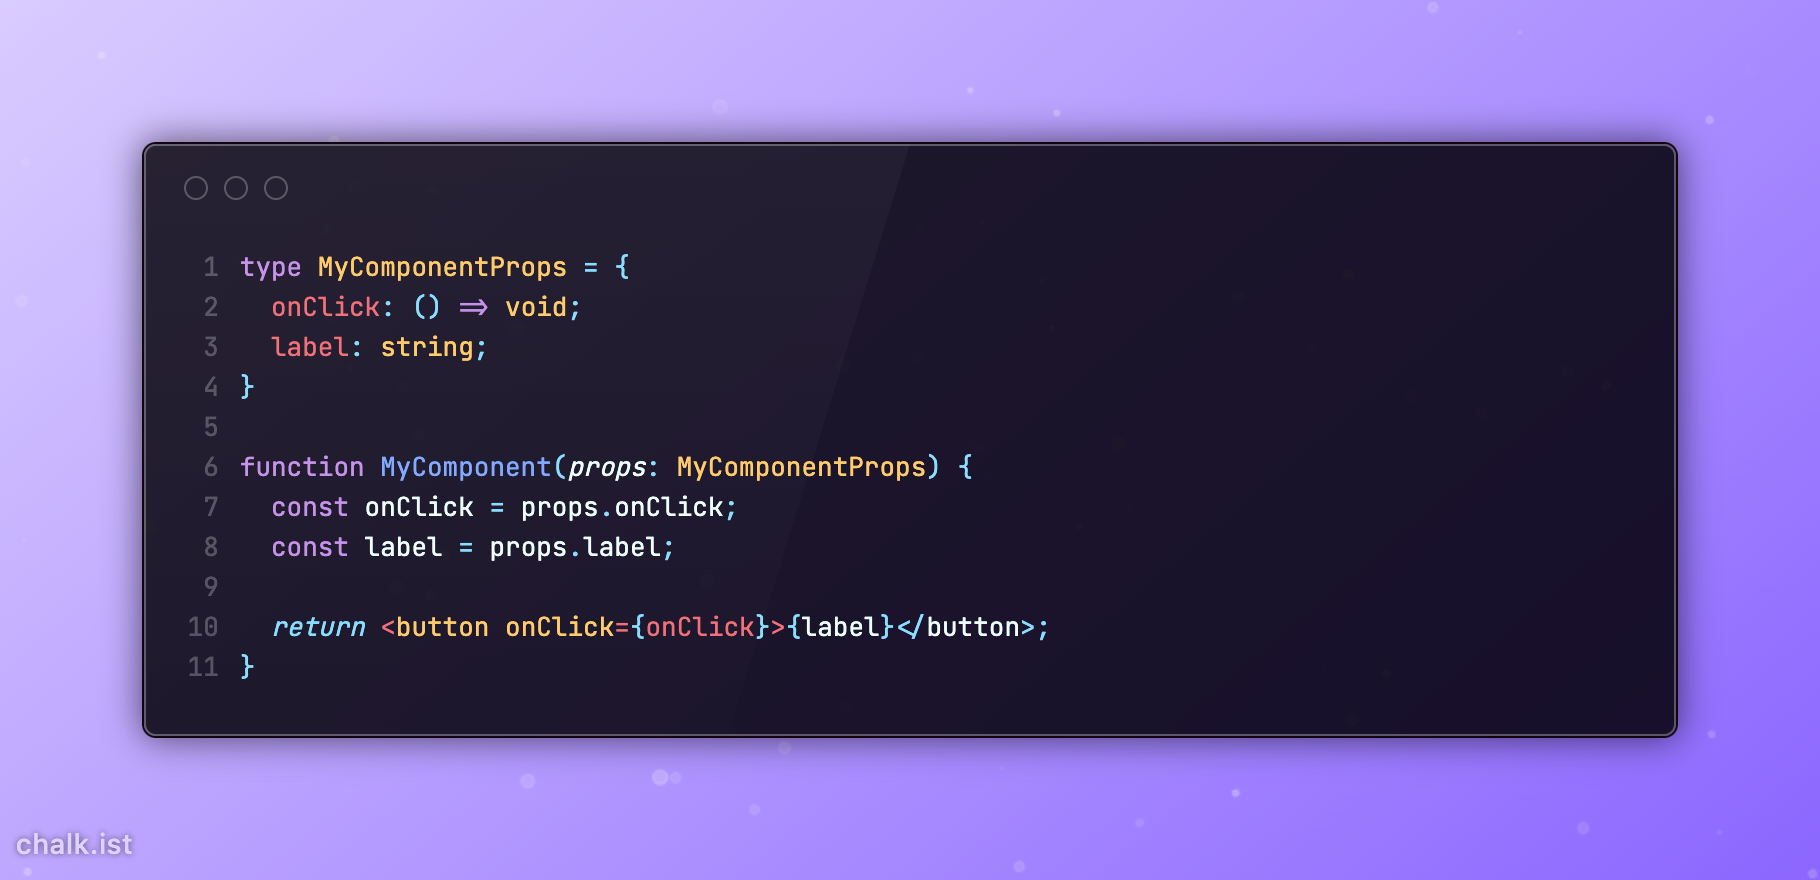 1 type MyComponentProps = {
2   onClick: () => void;
3   label: string;
4 }
5
6 function MyComponent(props: MyComponentProps) {
7   const onClick = props.onClick;
8   const label = props.label;
9
10   return <button onClick={onClick}>{label}</button>;
11 }
chalk.ist